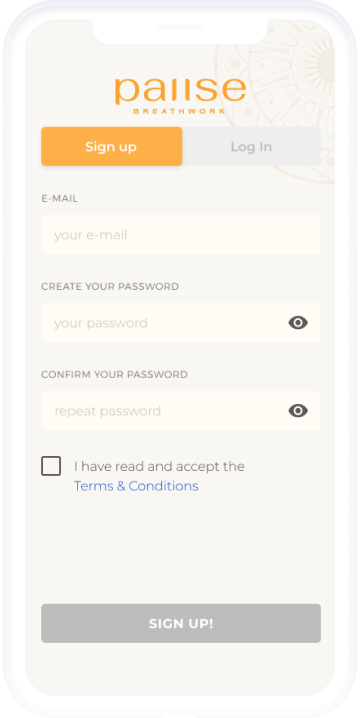 pause
BREATHWORK
Sign up
Log In
E-MAIL
your e-mail
CREATE YOUR PASSWORD
your password
CONFIRM YOUR PASSWORD
repeat password
I have read and accept the
Terms & Conditions
SIGN UP!